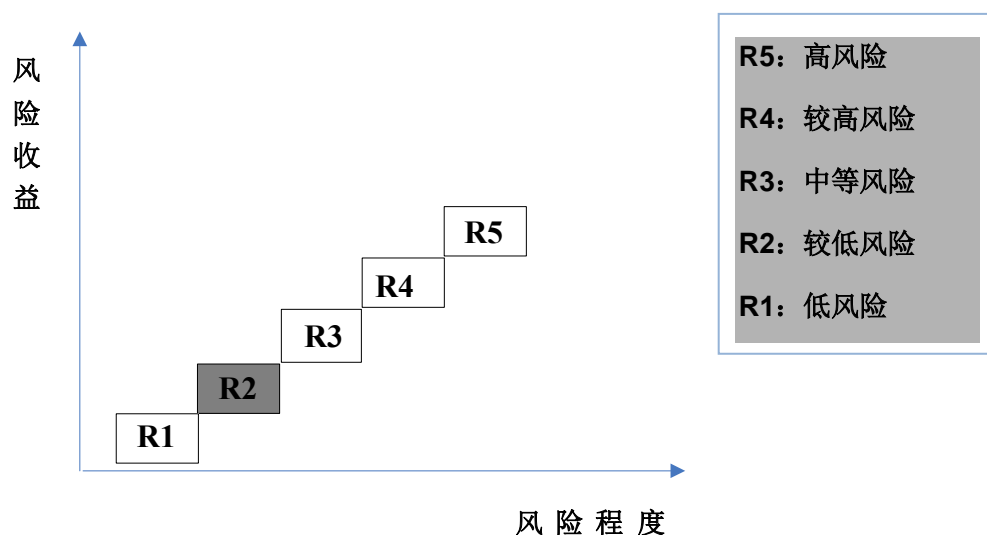 风险收益
R5
R4
R3
R2
R1
风险程度
R5：高风险
R4：较高风险
R3：中等风险
R2：较低风险
R1：低风险